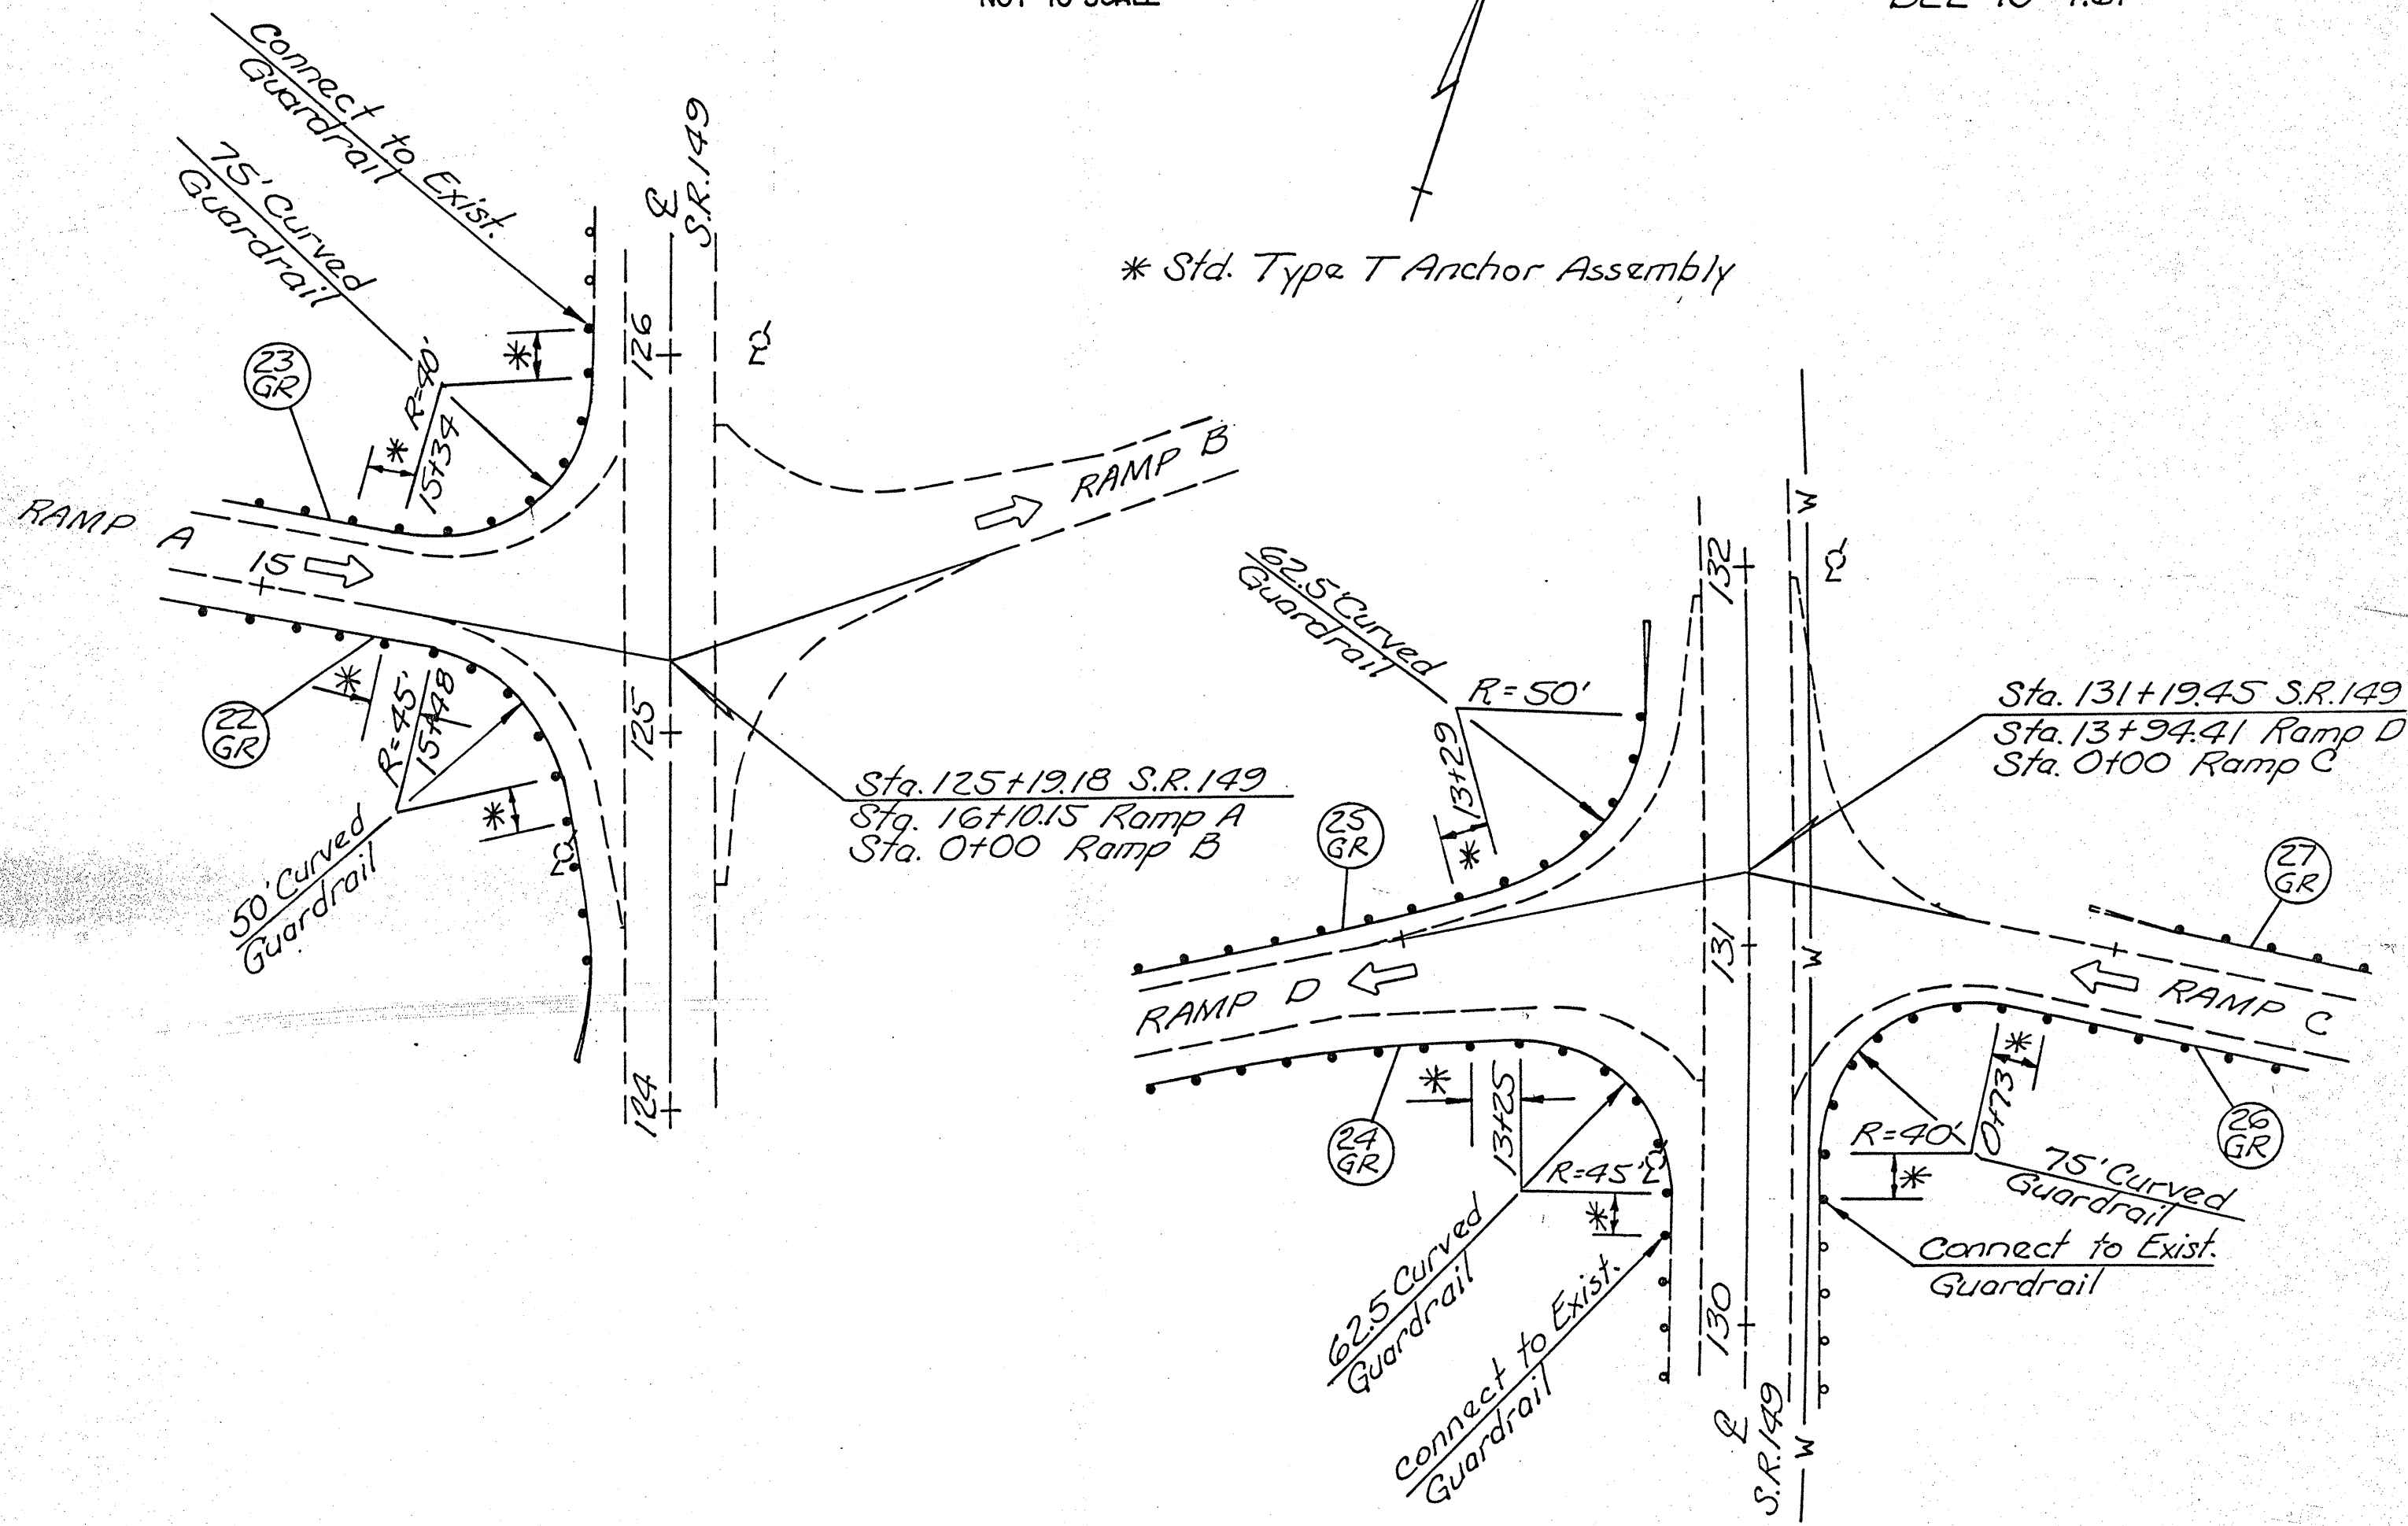 NOT TO SCALE
Connect to Exist.
Guardrail
75' Curved
Guardrail
℄
S.R.149
* Std. Type T Anchor Assembly
126
*
R=40'
23
GR
*
15+34
RAMP B
RAMP A
15
132
W
62.5' Curved
Guardrail
*
R=45'
15+48
22
GR
125
R=50'
13+29
Sta. 131+19.45 S.R.149
Sta. 13+94.41 Ramp D
Sta. 0+00 Ramp C
Sta. 125+19.18 S.R.149
Sta. 16+10.15 Ramp A
Sta. 0+00 Ramp B
*
25
GR
*
27
GR
50' Curved
Guardrail
131
W
RAMP D
RAMP C
124
*
13+25
24
GR
*
0+73
26
GR
R=40'
R=45'
*
*
75' Curved
Guardrail
62.5 Curved
Guardrail
Connect to Exist.
Guardrail
Connect to Exist.
Guardrail
130
℄
S.R.149
W